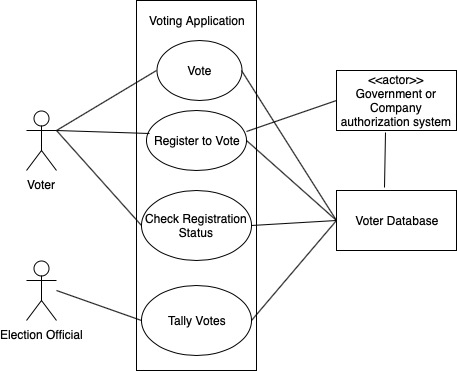 Voting Application
Vote
<<actor>>
Government or
Company
authorization system
Register to Vote
Voter
Check Registration
Status
Voter Database
Tally Votes
Election Official